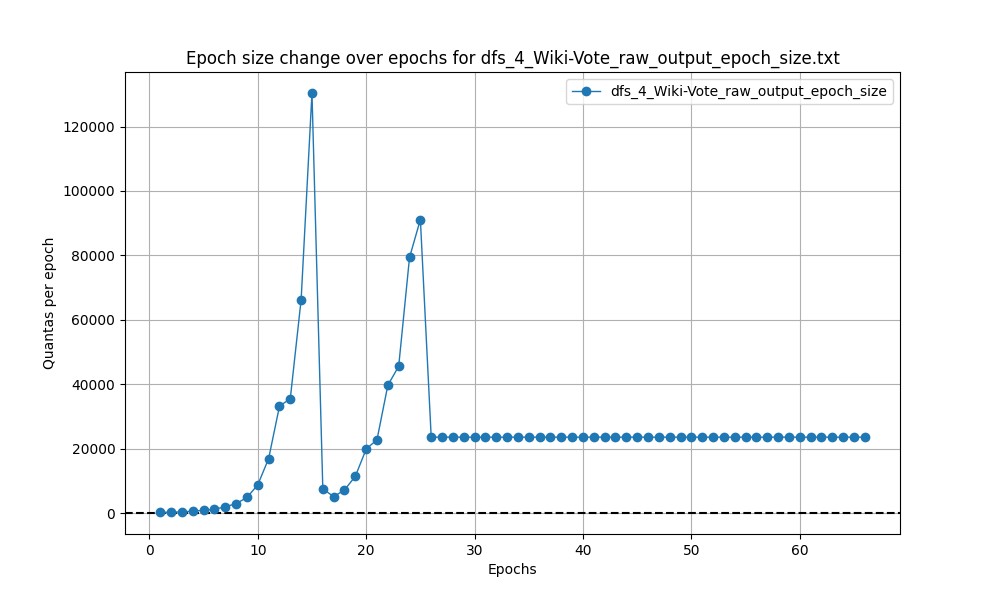 Epoch size change over epochs for dfs_4_Wiki-Vote_raw_output_epoch_size.txt
dfs_4_Wiki-Vote_raw_output_epoch_size
Quantas per epoch
120000
100000
80000
60000
40000
20000
0
0 10 20 30 40 50 60
Epochs